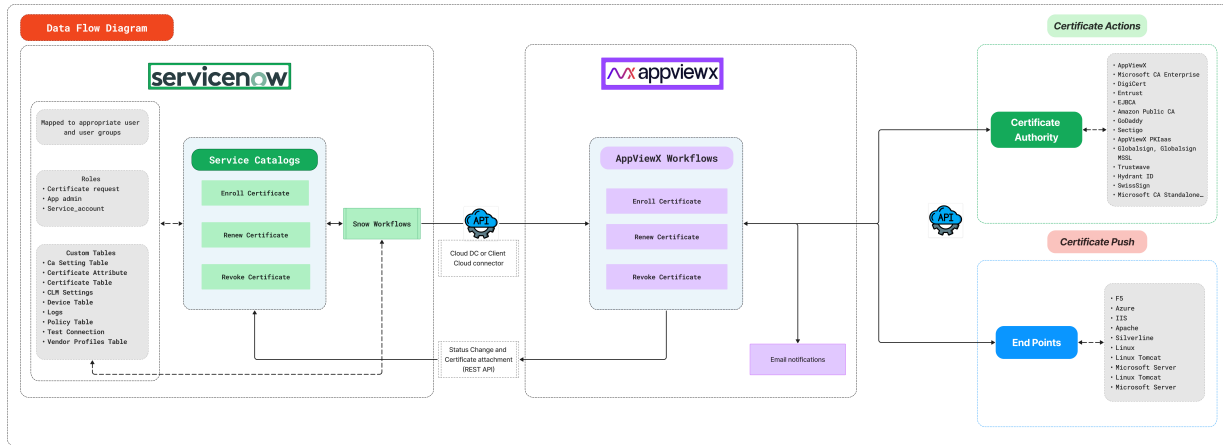 Data Flow Diagram
servicenow
Mapped to appropriate user
and user groups
Roles
• Certificate request
• App admin
• Service_account
Custom Tables
• Ca Setting Table
• Certificate Attribute
• Certificate Table
• CLM Settings
• Device Table
• Logs
• Policy Table
• Test Connection
• Vendor Profiles Table
Service Catalogs
Enroll Certificate
Renew Certificate
Revoke Certificate
Snow Workflows
API
Cloud DC or Client
Cloud connector
Status Change and
Certificate attachment
(REST API)
appviewx
AppViewX Workflows
Enroll Certificate
Renew Certificate
Revoke Certificate
Email notifications
API
Certificate Actions
Certificate
Authority
• AppViewX
• Microsoft CA Enterprise
• DigiCert
• Entrust
• EJBCA
• Amazon Public CA
• GoDaddy
• Sectigo
• AppViewX PKIaas
• Globalsign, Globalsign
MSSL
• Trustwave
• Hydrant ID
• SwissSign
• Microsoft CA Standalone…
Certificate Push
End Points
• F5
• Azure
• IIS
• Apache
• Silverline
• Linux
• Linux Tomcat
• Microsoft Server
• Linux Tomcat
• Microsoft Server